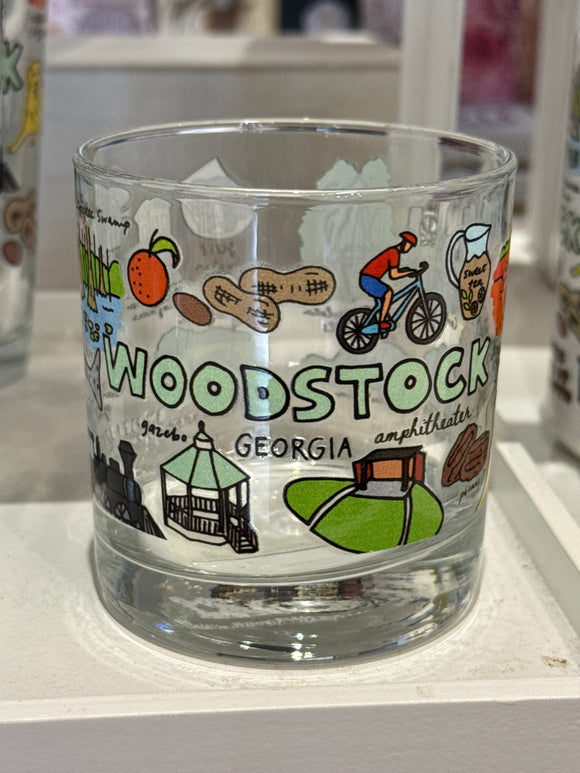 Swamp
sweet
tea
WOODSTOCK
gazebo
GEORGIA
amphitheater